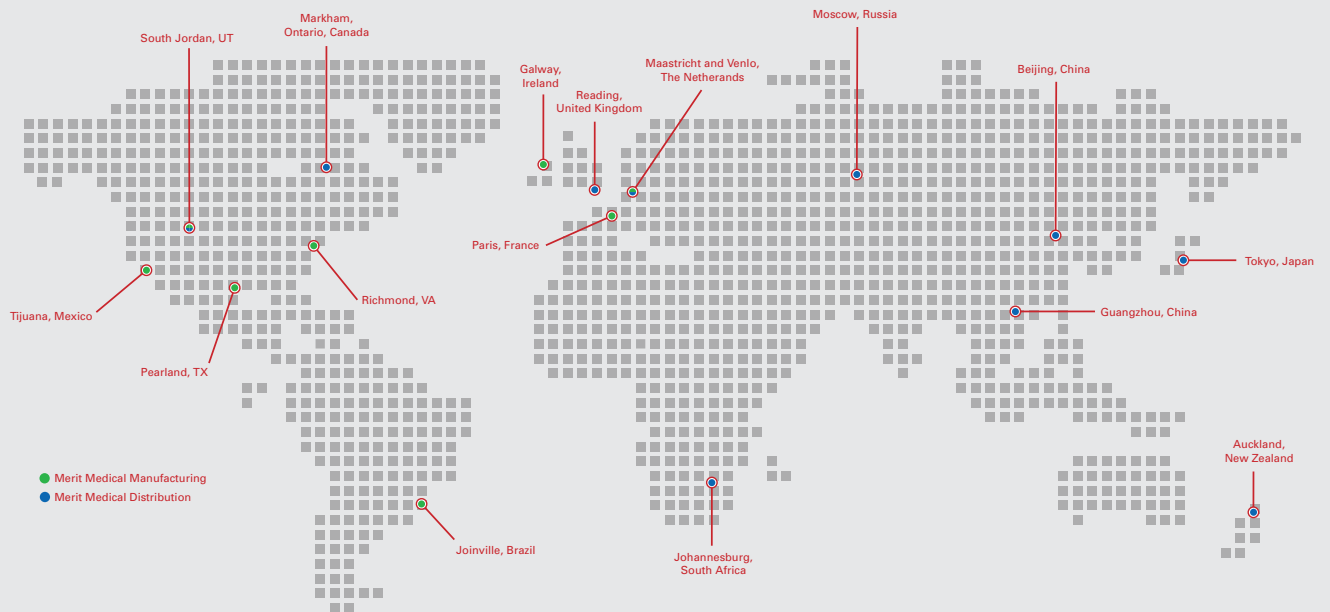 Markham,
Ontario, Canada
South Jordan, UT
Moscow, Russia
Galway,
Ireland
Maastricht and Venlo,
The Netherands
Beijing, China
Reading,
United Kingdom
Paris, France
Tokyo, Japan
Tijuana, Mexico
Richmond, VA
Guangzhou, China
Pearland, TX
Auckland,
New Zealand
Merit Medical Manufacturing
Merit Medical Distribution
Joinville, Brazil
Johannesburg,
South Africa